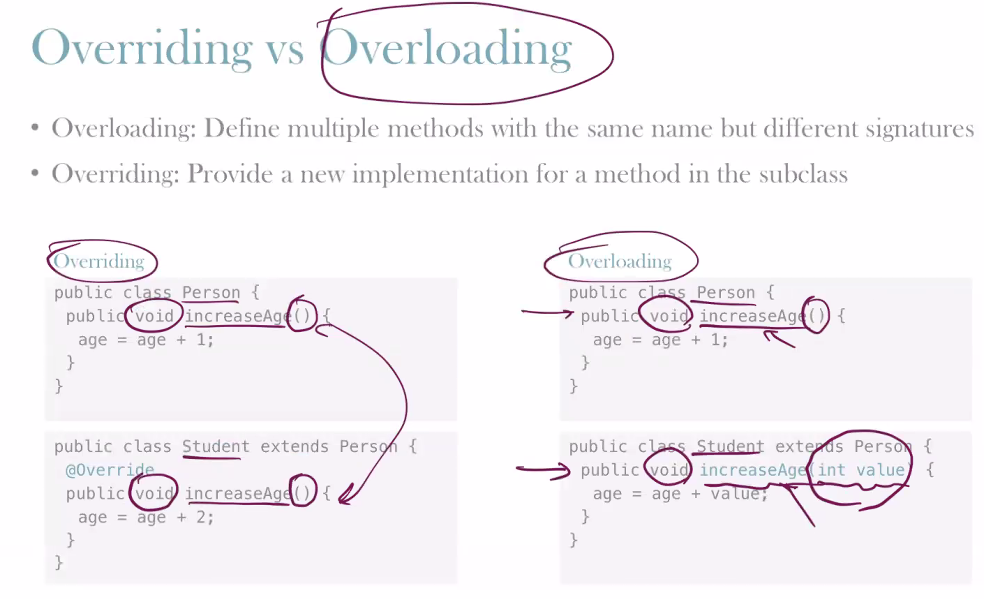 Overriding vs Overloading
• Overloading: Define multiple methods with the same name but different signatures
• Overriding: Provide a new implementation for a method in the subclass
Overriding
public class Person {
public void increaseAge() {
age = age + 1;
}
}
public class Student extends Person {
@Override
public void increaseAge() {
age = age + 2;
}
}
Overloading
public class Person {
public void increaseAge() {
age = age + 1;
}
}
public class Student extends Person {
public void increaseAge(int value) {
age = age + value;
}
}